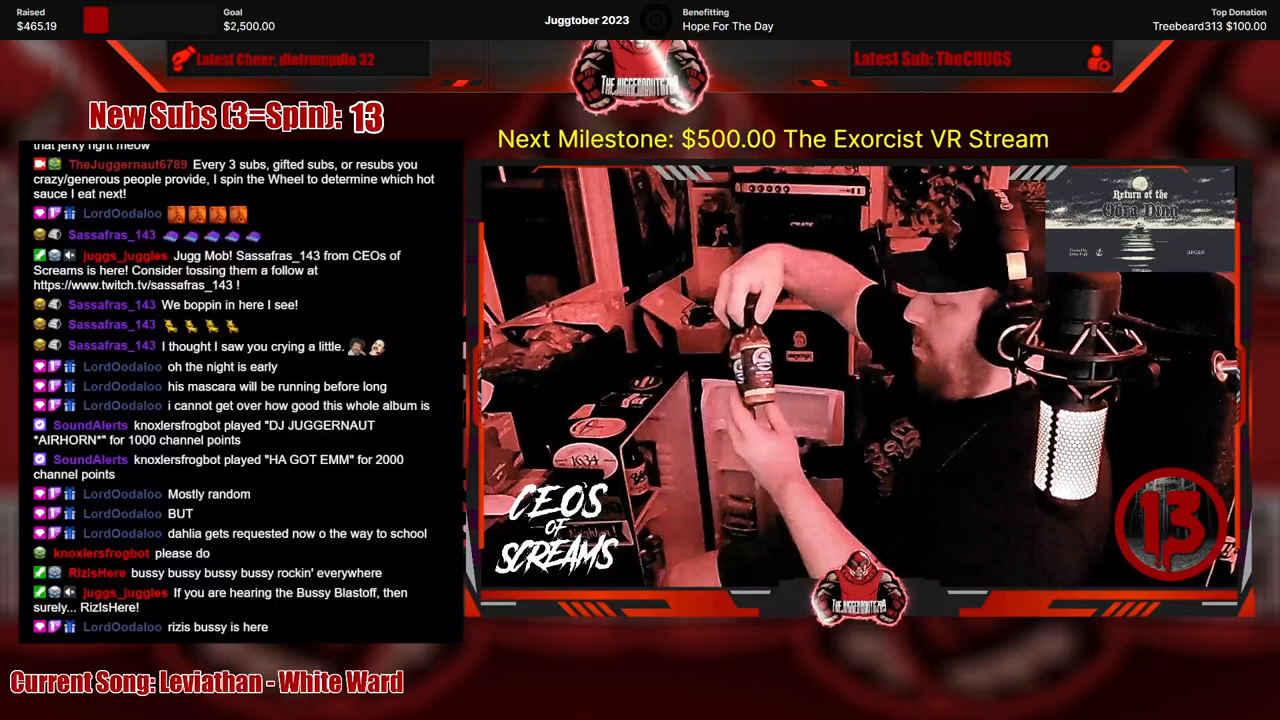 Raised
$465.19
Goal
$2,500.00
Juggtober 2023
Benefitting
Hope For The Day
Top Donation
Treebeard313 $100.00
Latest Cheer: dietrumpdie 32
THEJUGGERNAUT6789
Latest Sub: TheCHUGS
New Subs (3=Spin): 13
Next Milestone: $500.00 The Exorcist VR Stream
that jerky right meow
TheJuggernaut6789 Every 3 subs, gifted subs, or resubs you
crazy/generous people provide, I spin the Wheel to determine which hot
sauce I eat next!
LordOodaloo
Sassafras_143
juggs_juggles Jugg Mob! Sassafras_143 from CEOs of
Screams is here! Consider tossing them a follow at
https://www.twitch.tv/sassafras_143 !
Sassafras_143 We boppin in here I see!
Sassafras_143
Sassafras_143 I thought I saw you crying a little.
LordOodaloo oh the night is early
LordOodaloo his mascara will be running before long
LordOodaloo i cannot get over how good this whole album is
SoundAlerts knoxlersfrogbot played "DJ JUGGERNAUT
*AIRHORN*" for 1000 channel points
SoundAlerts knoxlersfrogbot played "HA GOT EMM" for 2000
channel points
LordOodaloo Mostly random
LordOodaloo BUT
LordOodaloo dahlia gets requested now o the way to school
knoxlersfrogbot please do
RizIsHere bussy bussy bussy bussy rockin' everywhere
juggs_juggles If you are hearing the Bussy Blastoff, then
surely... RizIsHere!
LordOodaloo rizis bussy is here
Return of the
Obra Dinn
CRATE
1634
CEO'S
OF
SCREAMS
13
THEJUGGERNAUT6789
Current Song: Leviathan - White Ward